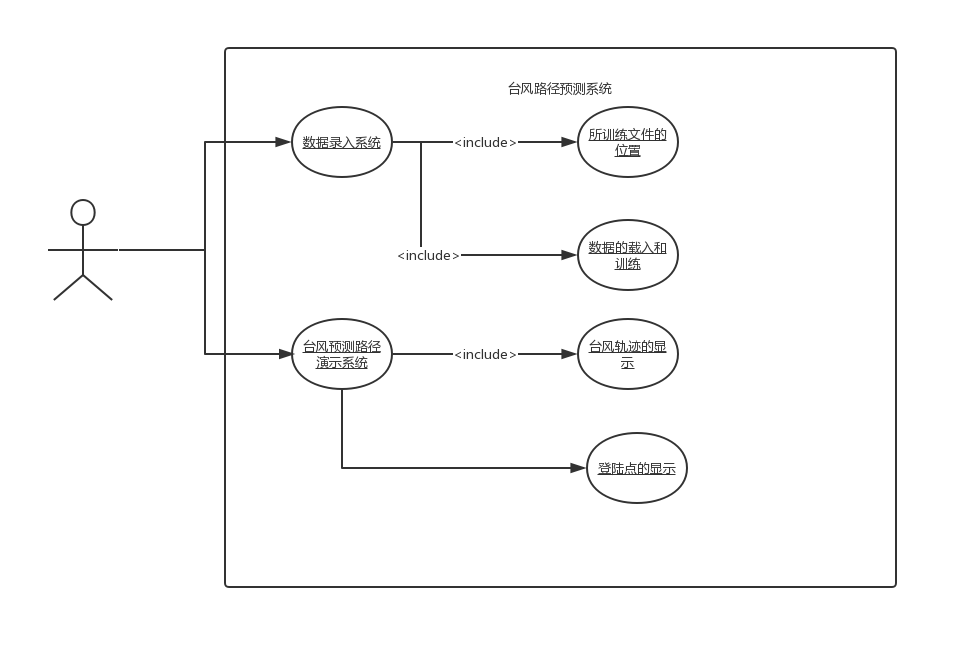 台风路径预测系统
数据录入系统
<include>
所训练文件的
位置
<include>
数据的载入和
训练
台风预测路径
演示系统
<include>
台风轨迹的显
示
登陆点的显示